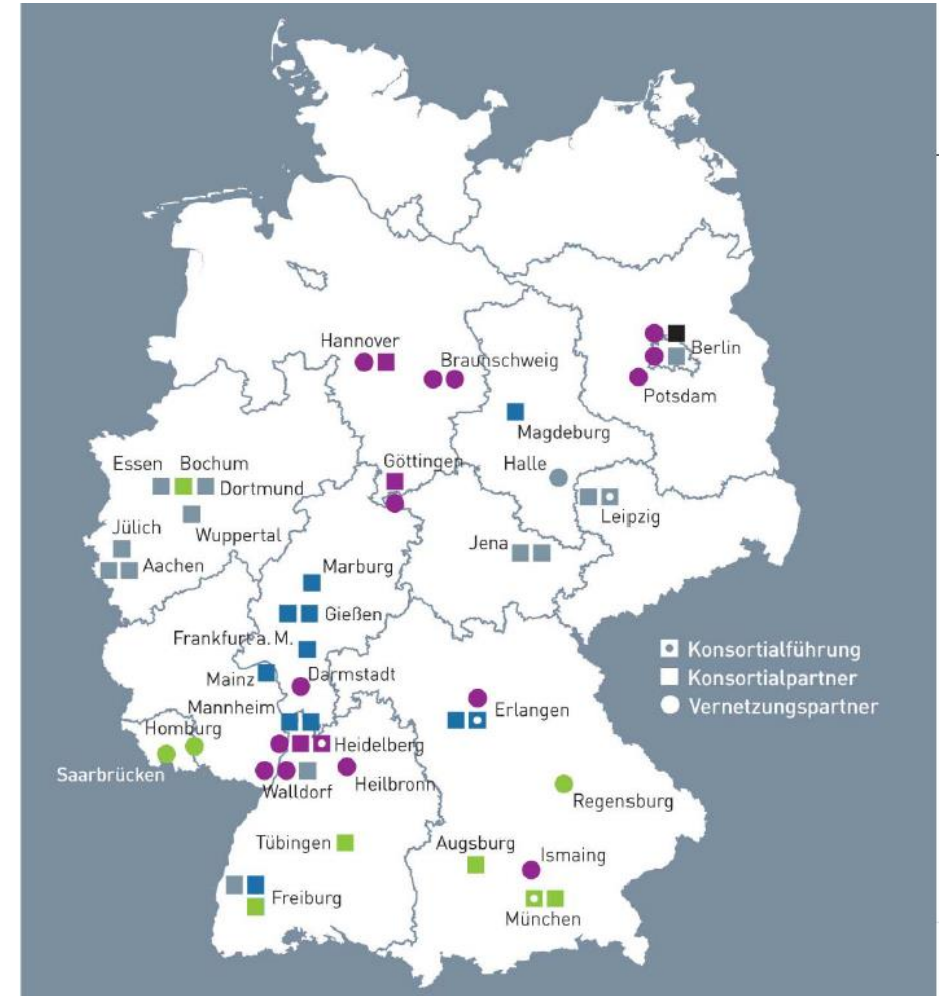 Hannover
Braunschweig
Berlin
Potsdam
Magdeburg
Essen
Bochum
Göttingen
Halle
Dortmund
Leipzig
Jülich
Wuppertal
Jena
Aachen
Marburg
Gießen
Frankfurt a. M.
Konsortialführung
Mainz
Darmstadt
Konsortialpartner
Mannheim
Vernetzungspartner
Homburg
Erlangen
Heidelberg
Saarbrücken
Walldorf
Heilbronn
Regensburg
Tübingen
Augsburg
Ismaing
Freiburg
München